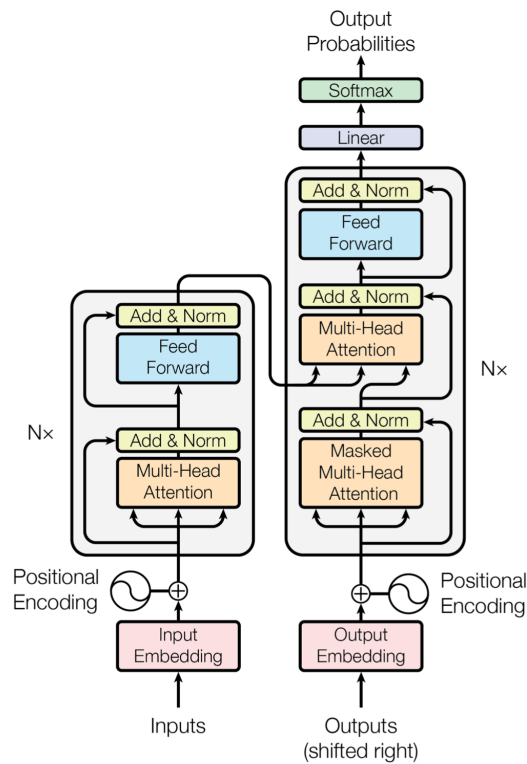 Output
Probabilities
Softmax
Linear
Add & Norm
Feed
Forward
Add & Norm
Multi-Head
Attention
Add & Norm
Masked
Multi-Head
Attention
N×
Add & Norm
Feed
Forward
N×
Add & Norm
Multi-Head
Attention
Positional
Encoding
Positional
Encoding
Input
Embedding
Output
Embedding
Inputs
Outputs
(shifted right)